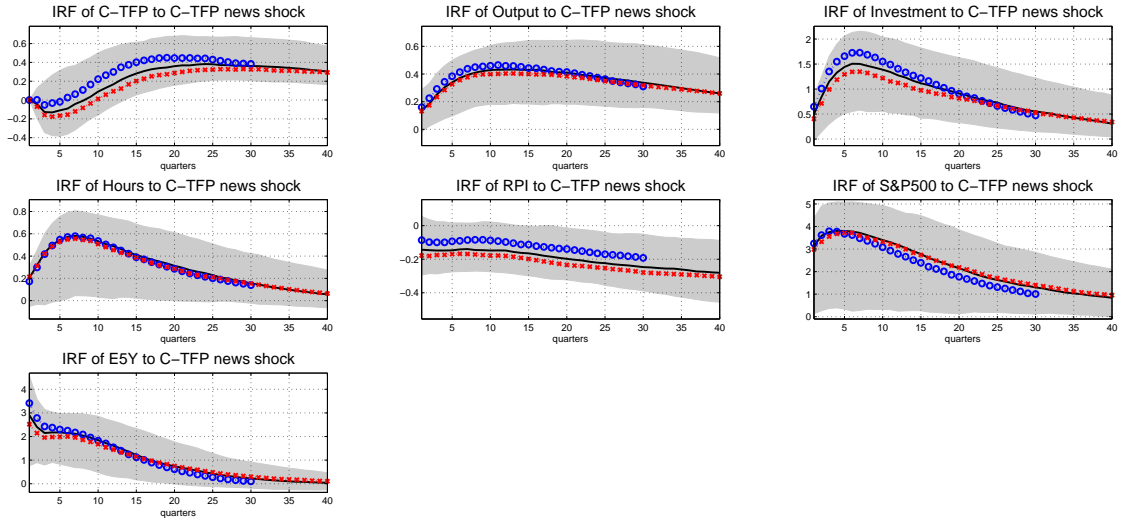 IRF of C−TFP to C−TFP news shock
0.6
0.4
0.2
0.0
−0.2
−0.4
5 10 15 20 25 30 35 40
quarters
IRF of Output to C−TFP news shock
0.6
0.4
0.2
0
5 10 15 20 25 30 35 40
quarters
IRF of Investment to C−TFP news shock
2
1.5
1
0.5
0
5 10 15 20 25 30 35 40
quarters
IRF of Hours to C−TFP news shock
0.8
0.6
0.4
0.2
0
5 10 15 20 25 30 35 40
quarters
IRF of RPI to C−TFP news shock
0
−0.2
−0.4
5 10 15 20 25 30 35 40
quarters
IRF of S&P500 to C−TFP news shock
5
4
3
2
1
0
5 10 15 20 25 30 35 40
quarters
IRF of E5Y to C−TFP news shock
4
3
2
1
0
5 10 15 20 25 30 35 40
quarters